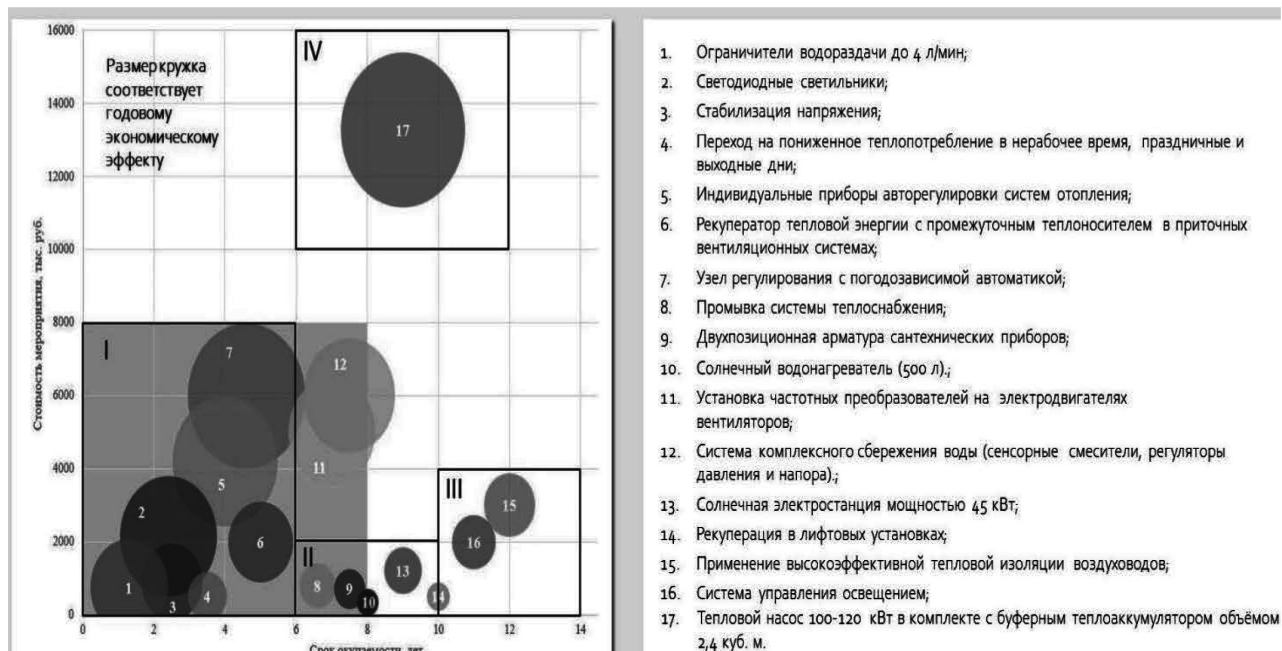 16000
14000
12000
10000
8000
6000
4000
2000
0
Стоимость мероприятия, тыс. руб.
Размер кружка
соответствует
годовому
экономическому
эффекту
IV
17
I
7
12
5
11
2
6
1
3
4
II
8
9
10
13
14
III
15
16
0 2 4 6 8 10 12 14
Срок окупаемости, лет
1. Ограничители водораздачи до 4 л/мин;
2. Светодиодные светильники;
3. Стабилизация напряжения;
4. Переход на пониженное теплопотребление в нерабочее время, праздничные и
выходные дни;
5. Индивидуальные приборы авторегулировки систем отопления;
6. Рекуператор тепловой энергии с промежуточным теплоносителем в приточных
вентиляционных системах;
7. Узел регулирования с погодозависимой автоматикой;
8. Промывка системы теплоснабжения;
9. Двухпозиционная арматура сантехнических приборов;
10. Солнечный водонагреватель (500 л).;
11. Установка частотных преобразователей на электродвигателях
вентиляторов;
12. Система комплексного сбережения воды (сенсорные смесители, регуляторы
давления и напора).;
13. Солнечная электростанция мощностью 45 кВт;
14. Рекуперация в лифтовых установках;
15. Применение высокоэффективной тепловой изоляции воздуховодов;
16. Система управления освещением;
17. Тепловой насос 100-120 кВт в комплекте с буферным теплоаккумулятором объёмом
2,4 куб. м.